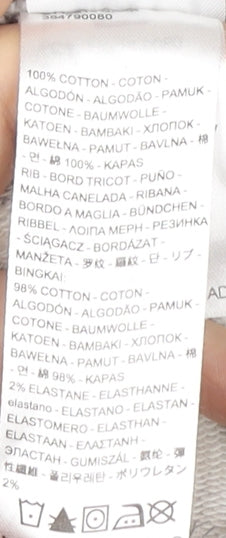 384790080
100% COTTON - COTON -
ALGODÓN - ALGODÃO - PAMUK -
COTONE - BAUMWOLLE -
KATOEN - BAMBAKI - ХЛОПОК -
BAWEŁNA - PAMUT - BAVLNA - 棉
- 면 - 綿 100% - KAPAS
RIB - BORD TRICOT - PUÑO -
MALHA CANELADA - RIBANA -
BORDO A MAGLIA - BÜNDCHEN -
RIBBEL - ΛΟΙΠΑ ΜΕΡΗ - РЕЗИНКА
- ŚCIĄGACZ - BORDÁZAT -
MANŽETA - 罗纹 - 羅紋 - 단 - リブ -
BINGKAI:
98% COTTON - COTON -
ALGODÓN - ALGODÃO - PAMUK -
COTONE - BAUMWOLLE -
KATOEN - BAMBAKI - ХЛОПОК -
BAWEŁNA - PAMUT - BAVLNA - 棉
- 면 - 綿 98% - KAPAS
2% ELASTANE - ELASTHANNE -
elastano - ELASTANO - ELASTAN -
ELASTOMERO - ELASTHAN -
ELASTAAN - ΕΛΑΣΤΑΝΗ -
ЭЛАСТАН - GUMISZÁL - 氨纶 - 彈
性纖維 - 폴리우레탄 - ポリウレタン
2%
AD